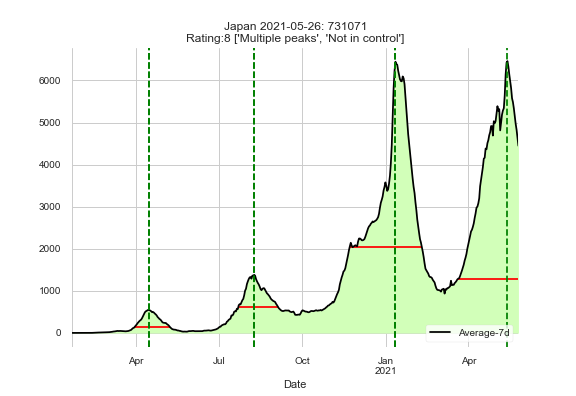 Japan 2021-05-26: 731071
Rating:8 ['Multiple peaks', 'Not in control']
6000
5000
4000
3000
2000
1000
0
Average-7d
Apr
Jul
Oct
Jan
2021
Apr
Date